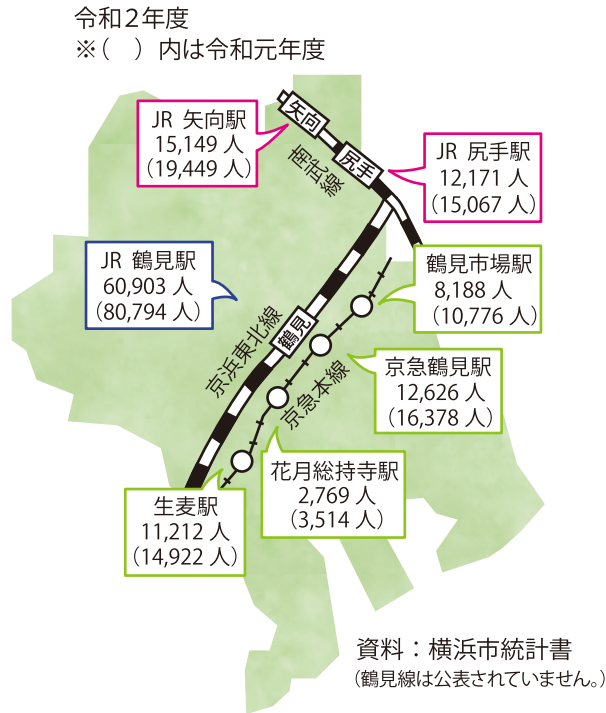 令和２年度
※（　）内は令和元年度
JR 矢向駅
15,149 人
（19,449 人）
矢向
尻手
南武線
JR 尻手駅
12,171 人
（15,067 人）
JR 鶴見駅
60,903 人
（80,794 人）
鶴見市場駅
8,188 人
（10,776 人）
鶴見
京浜東北線
京急本線
京急鶴見駅
12,626 人
（16,378 人）
花月総持寺駅
2,769 人
（3,514 人）
生麦駅
11,212 人
（14,922 人）
資料：横浜市統計書
（鶴見線は公表されていません。）